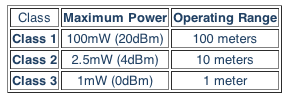 Class Maximum Power Operating Range
Class 1 100mW (20dBm) 100 meters
Class 2 2.5mW (4dBm) 10 meters
Class 3 1mW (0dBm) 1 meter